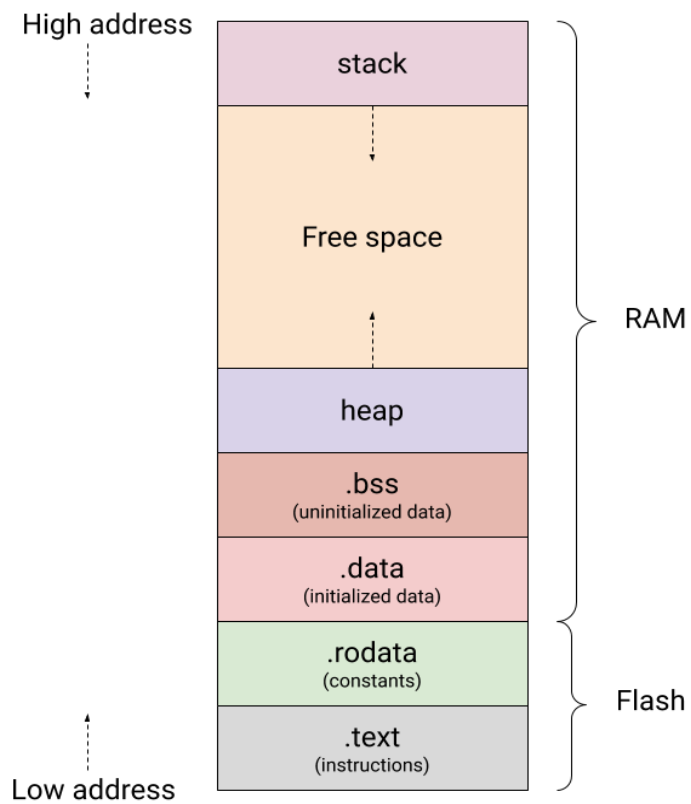 High address
stack
Free space
RAM
heap
.bss
(uninitialized data)
.data
(initialized data)
.rodata
(constants)
Flash
.text
(instructions)
Low address